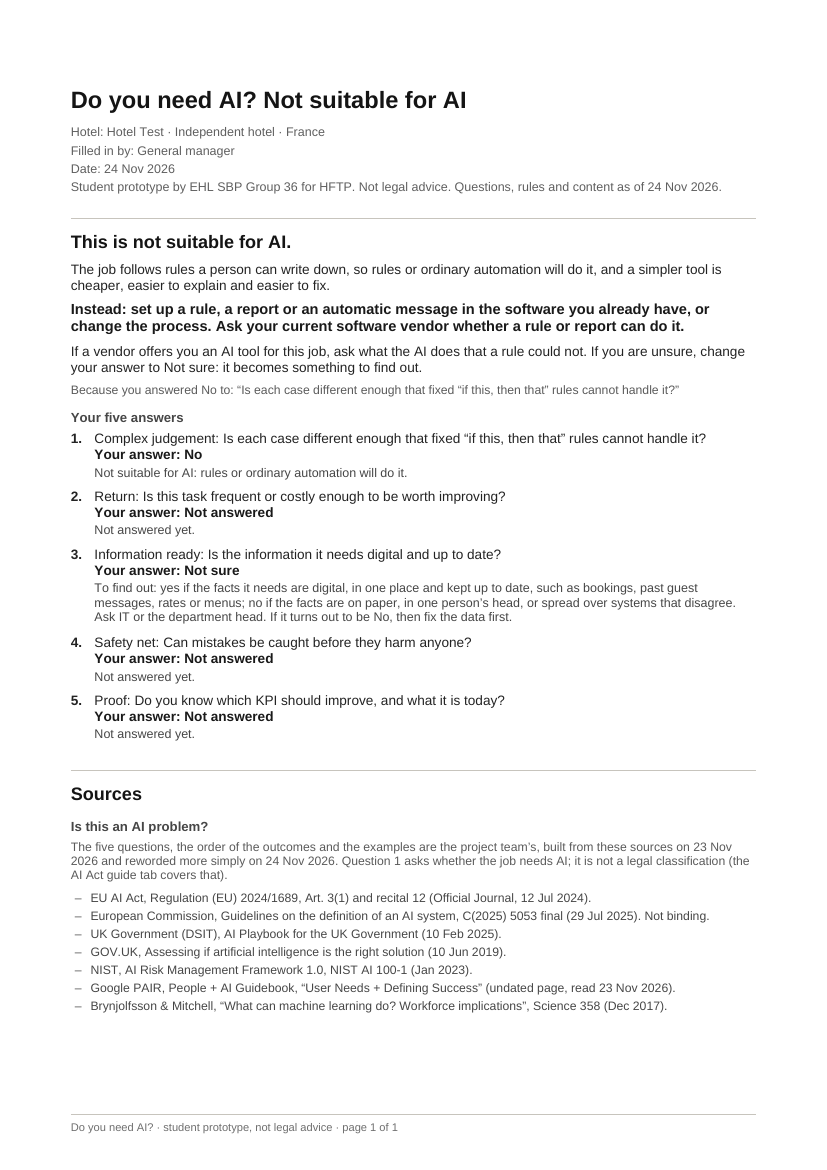 Do you need AI? Not suitable for AI
Hotel: Hotel Test · Independent hotel · France
Filled in by: General manager
Date: 24 Nov 2026
Student prototype by EHL SBP Group 36 for HFTP. Not legal advice. Questions, rules and content as of 24 Nov 2026.
This is not suitable for AI.
The job follows rules a person can write down, so rules or ordinary automation will do it, and a simpler tool is
cheaper, easier to explain and easier to fix.
Instead: set up a rule, a report or an automatic message in the software you already have, or
change the process. Ask your current software vendor whether a rule or report can do it.
If a vendor offers you an AI tool for this job, ask what the AI does that a rule could not. If you are unsure, change
your answer to Not sure: it becomes something to find out.
Because you answered No to: “Is each case different enough that fixed “if this, then that” rules cannot handle it?”
Your five answers
1. Complex judgement: Is each case different enough that fixed “if this, then that” rules cannot handle it?
Your answer: No
Not suitable for AI: rules or ordinary automation will do it.
2. Return: Is this task frequent or costly enough to be worth improving?
Your answer: Not answered
Not answered yet.
3. Information ready: Is the information it needs digital and up to date?
Your answer: Not sure
To find out: yes if the facts it needs are digital, in one place and kept up to date, such as bookings, past guest
messages, rates or menus; no if the facts are on paper, in one person’s head, or spread over systems that disagree.
Ask IT or the department head. If it turns out to be No, then fix the data first.
4. Safety net: Can mistakes be caught before they harm anyone?
Your answer: Not answered
Not answered yet.
5. Proof: Do you know which KPI should improve, and what it is today?
Your answer: Not answered
Not answered yet.
Sources
Is this an AI problem?
The five questions, the order of the outcomes and the examples are the project team’s, built from these sources on 23 Nov
2026 and reworded more simply on 24 Nov 2026. Question 1 asks whether the job needs AI; it is not a legal classification (the
AI Act guide tab covers that).
– EU AI Act, Regulation (EU) 2024/1689, Art. 3(1) and recital 12 (Official Journal, 12 Jul 2024).
– European Commission, Guidelines on the definition of an AI system, C(2025) 5053 final (29 Jul 2025). Not binding.
– UK Government (DSIT), AI Playbook for the UK Government (10 Feb 2025).
– GOV.UK, Assessing if artificial intelligence is the right solution (10 Jun 2019).
– NIST, AI Risk Management Framework 1.0, NIST AI 100-1 (Jan 2023).
– Google PAIR, People + AI Guidebook, “User Needs + Defining Success” (undated page, read 23 Nov 2026).
– Brynjolfsson & Mitchell, “What can machine learning do? Workforce implications”, Science 358 (Dec 2017).
Do you need AI? · student prototype, not legal advice · page 1 of 1